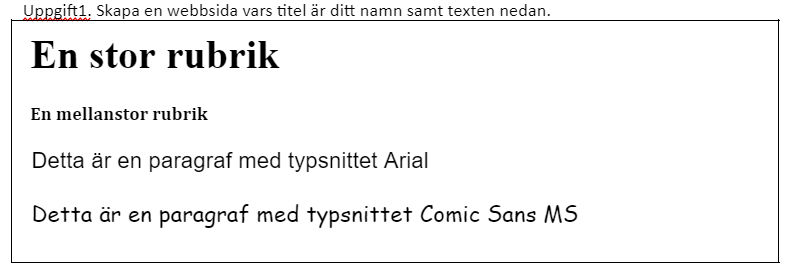 Uppgift1. Skapa en webbsida vars titel är ditt namn samt texten nedan.
En stor rubrik
En mellanstor rubrik
Detta är en paragraf med typsnittet Arial
Detta är en paragraf med typsnittet Comic Sans MS